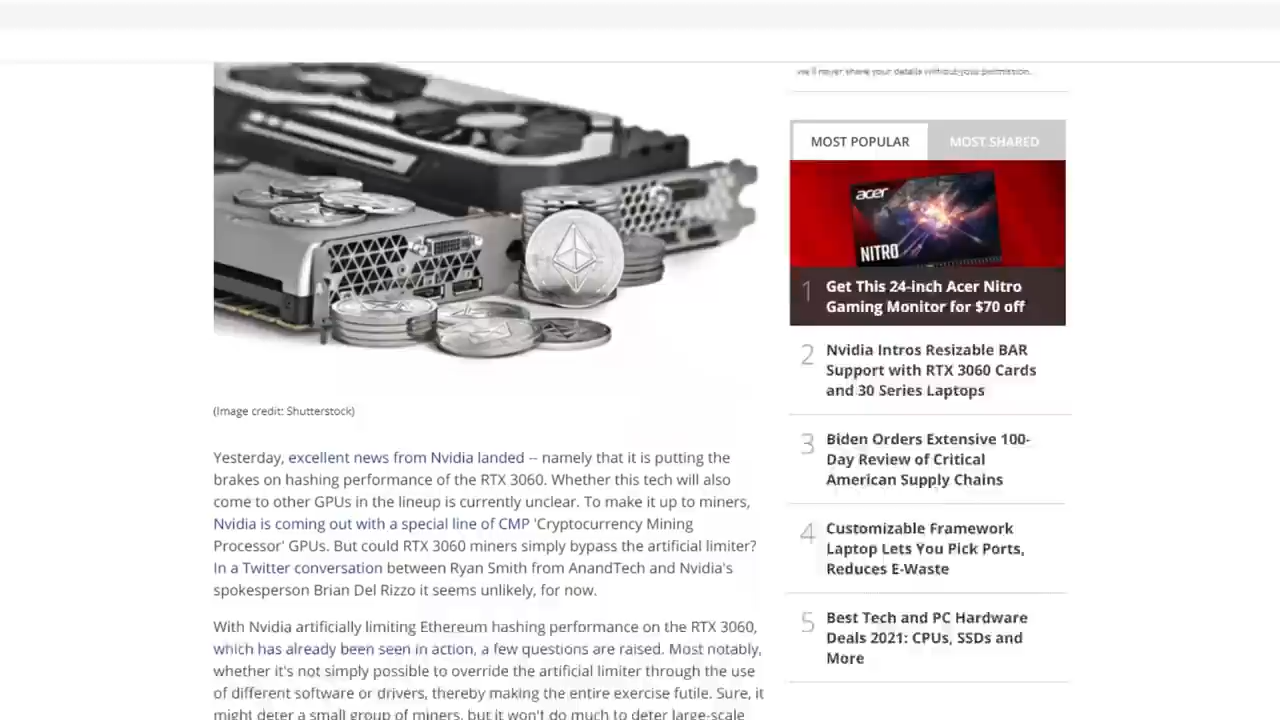 We'll never share your details without your permission.
MOST POPULAR
MOST SHARED
acer
NITRO
1
Get This 24-inch Acer Nitro
Gaming Monitor for $70 off
2
Nvidia Intros Resizable BAR
Support with RTX 3060 Cards
and 30 Series Laptops
3
Biden Orders Extensive 100-
Day Review of Critical
American Supply Chains
4
Customizable Framework
Laptop Lets You Pick Ports,
Reduces E-Waste
5
Best Tech and PC Hardware
Deals 2021: CPUs, SSDs and
More
(Image credit: Shutterstock)
Yesterday, excellent news from Nvidia landed -- namely that it is putting the
brakes on hashing performance of the RTX 3060. Whether this tech will also
come to other GPUs in the lineup is currently unclear. To make it up to miners,
Nvidia is coming out with a special line of CMP 'Cryptocurrency Mining
Processor' GPUs. But could RTX 3060 miners simply bypass the artificial limiter?
In a Twitter conversation between Ryan Smith from AnandTech and Nvidia's
spokesperson Brian Del Rizzo it seems unlikely, for now.
With Nvidia artificially limiting Ethereum hashing performance on the RTX 3060,
which has already been seen in action, a few questions are raised. Most notably,
whether it's not simply possible to override the artificial limiter through the use
of different software or drivers, thereby making the entire exercise futile. Sure, it
might deter a small group of miners, but it won't do much to deter large-scale